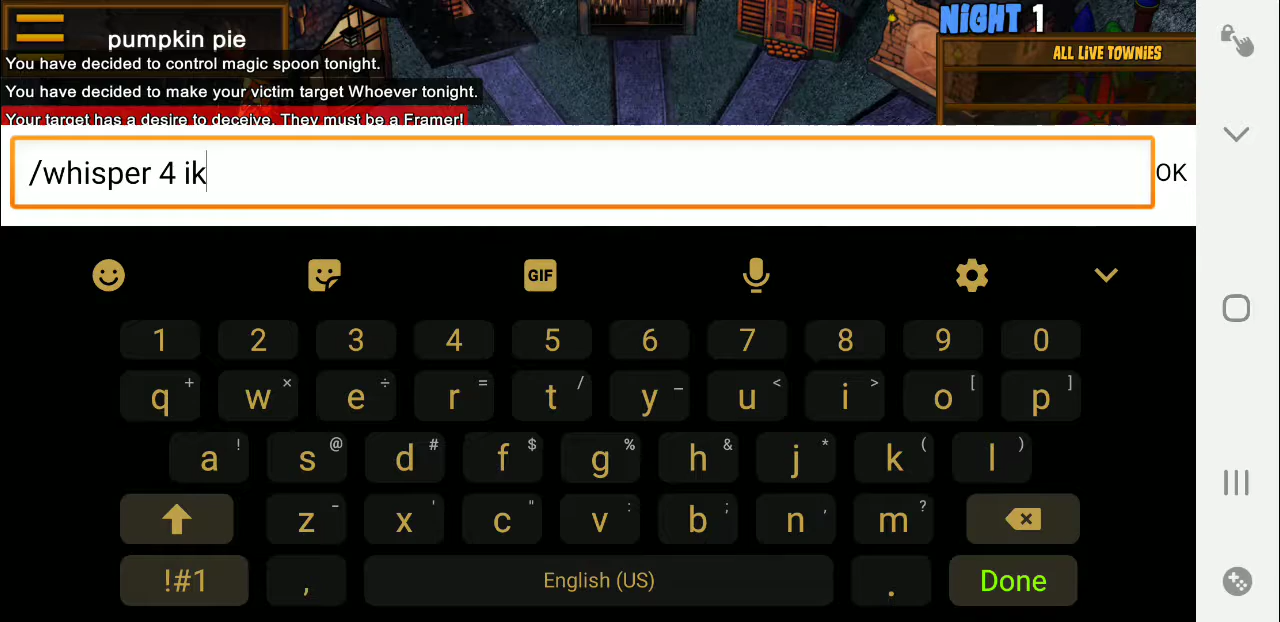 NiGHT 1
pumpkin pie
ALL LiVE TOWNiES
You have decided to control magic spoon tonight.
You have decided to make your victim target Whoever tonight.
Your target has a desire to deceive. They must be a Framer!
/whisper 4 ik
OK
GIF
1 2 3 4 5 6 7 8 9 0
q + w × e ÷ r = t / y _ u < i > o [ p ]
a ! s @ d # f $ g % h & j * k ( l )
z - x ' c " v : b ; n , m ?
!#1 , English (US) . Done